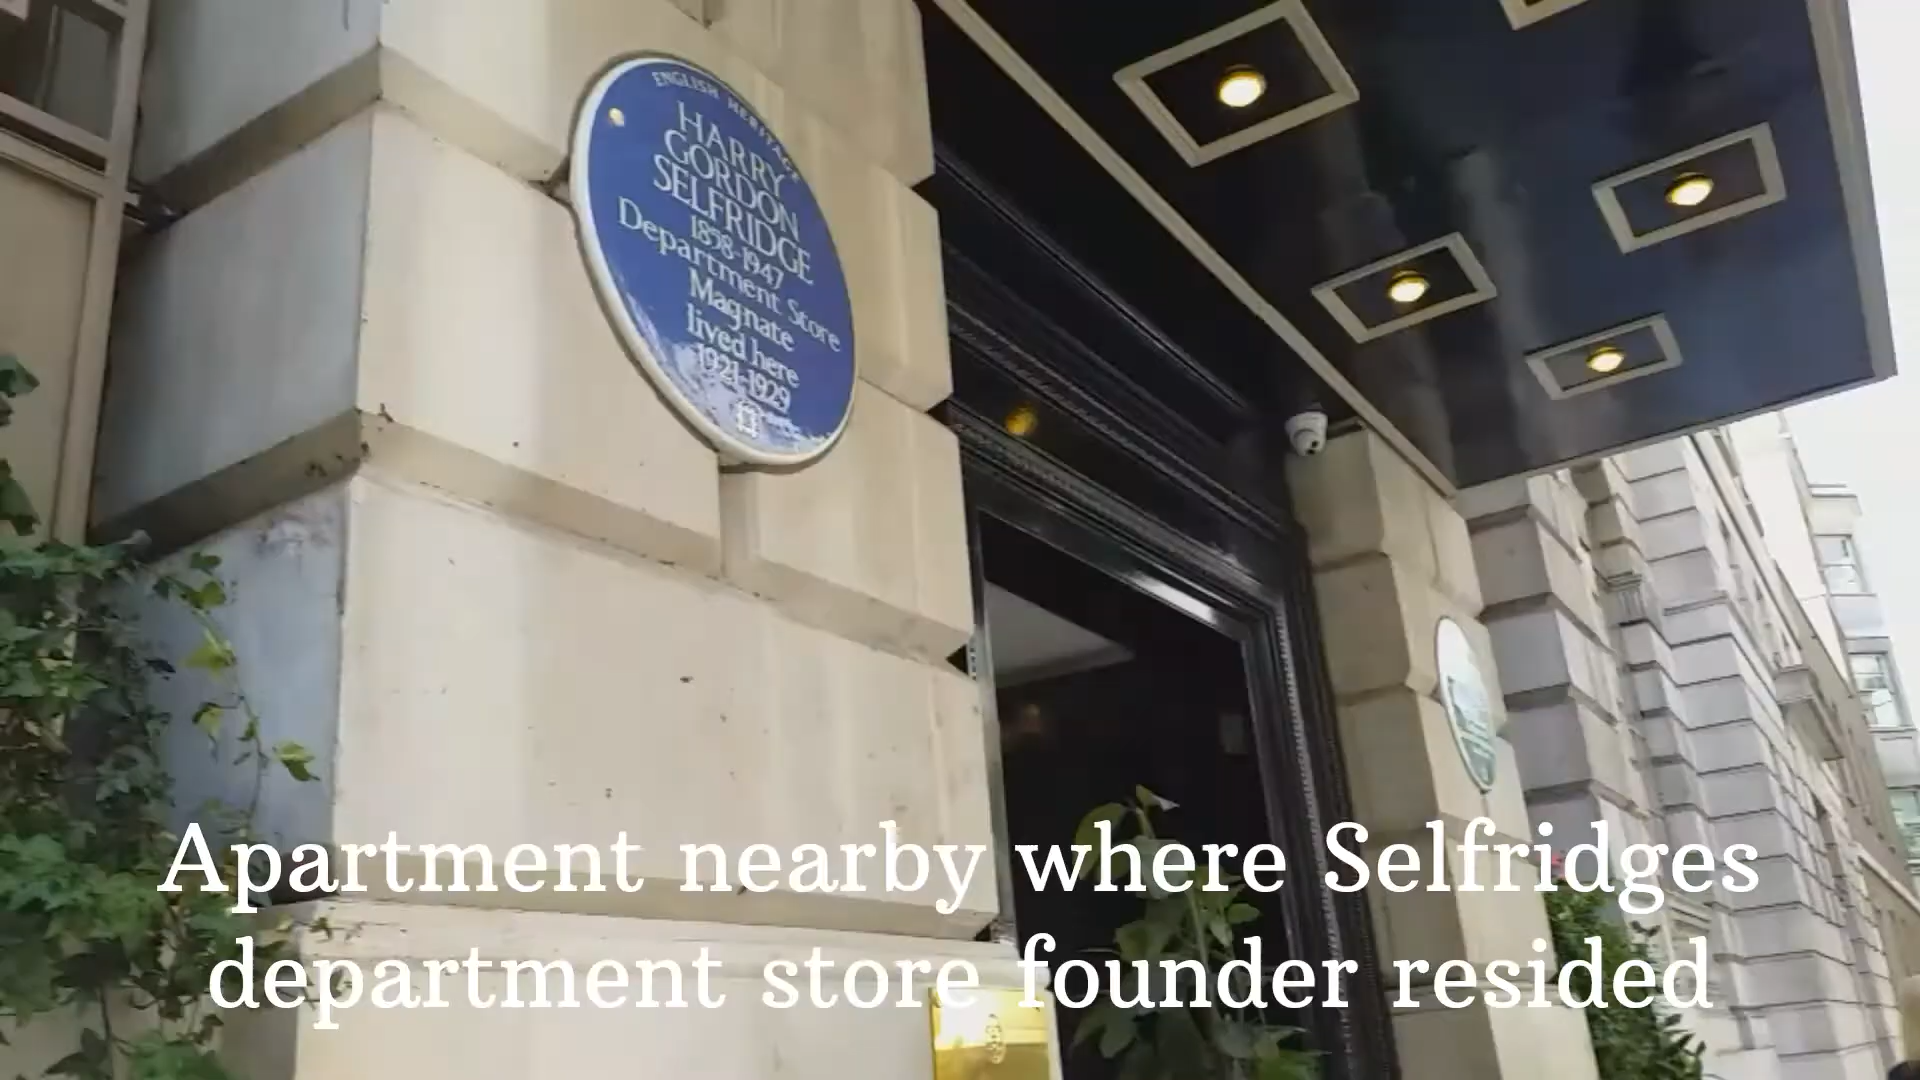 ENGLISH HERITAGE
HARRY
GORDON
SELFRIDGE
1858-1947
Department Store
Magnate
lived here
1921-1929
Apartment nearby where Selfridges
department store founder resided